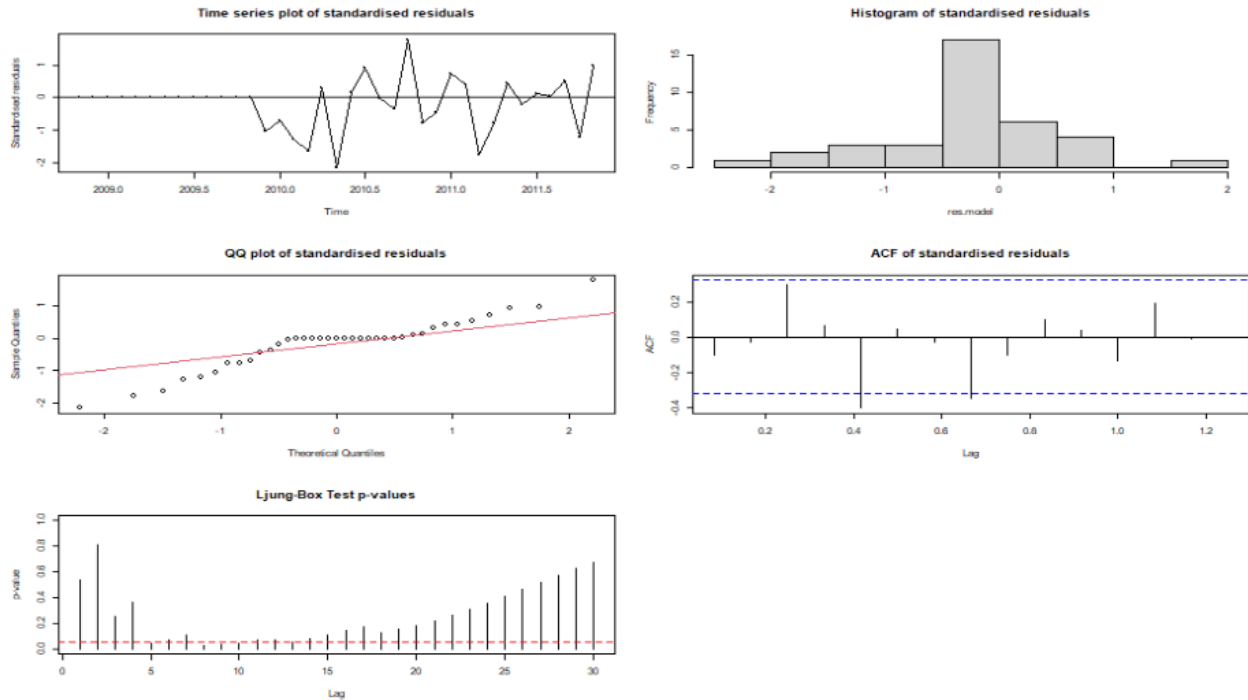 Time series plot of standardised residuals
Standardised residuals
1
0
-1
-2
2009.0 2009.5 2010.0 2010.5 2011.0 2011.5
Time
Histogram of standardised residuals
Frequency
15
5
0
-2 -1 0 1 2
res.model
QQ plot of standardised residuals
Sample Quantiles
1
0
-1
-2
-2 -1 0 1 2
Theoretical Quantiles
ACF of standardised residuals
ACF
0.2
0.0
-0.2
-0.4
0.2 0.4 0.6 0.8 1.0 1.2
Lag
Ljung-Box Test p-values
p-value
1.0
0.8
0.6
0.4
0.2
0.0
0 5 10 15 20 25 30
Lag